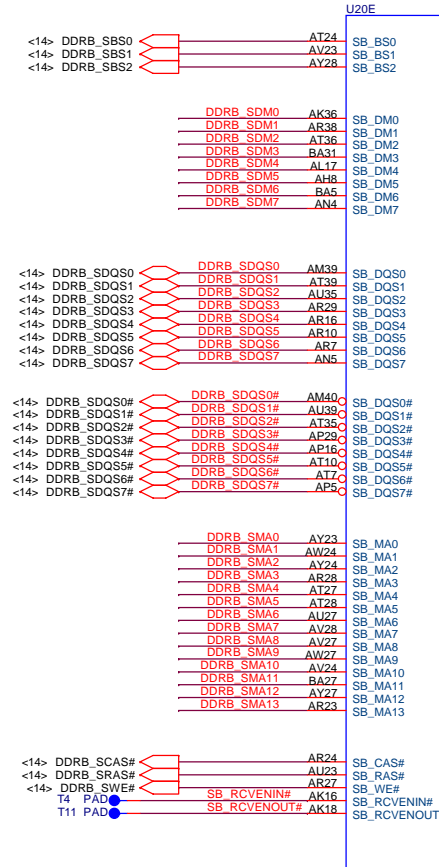 U20E
<14> DDRB_SBS0 AT24 SB_BS0
<14> DDRB_SBS1 AV23 SB_BS1
<14> DDRB_SBS2 AY28 SB_BS2
DDRB_SDM0 AK36 SB_DM0
DDRB_SDM1 AR38 SB_DM1
DDRB_SDM2 AT36 SB_DM2
DDRB_SDM3 BA31 SB_DM3
DDRB_SDM4 AL17 SB_DM4
DDRB_SDM5 AH8 SB_DM5
DDRB_SDM6 BA5 SB_DM6
DDRB_SDM7 AN4 SB_DM7
<14> DDRB_SDQS0 DDRB_SDQS0 AM39 SB_DQS0
<14> DDRB_SDQS1 DDRB_SDQS1 AT39 SB_DQS1
<14> DDRB_SDQS2 DDRB_SDQS2 AU35 SB_DQS2
<14> DDRB_SDQS3 DDRB_SDQS3 AR29 SB_DQS3
<14> DDRB_SDQS4 DDRB_SDQS4 AR16 SB_DQS4
<14> DDRB_SDQS5 DDRB_SDQS5 AR10 SB_DQS5
<14> DDRB_SDQS6 DDRB_SDQS6 AR7 SB_DQS6
<14> DDRB_SDQS7 DDRB_SDQS7 AN5 SB_DQS7
<14> DDRB_SDQS0# DDRB_SDQS0# AM40 SB_DQS0#
<14> DDRB_SDQS1# DDRB_SDQS1# AU39 SB_DQS1#
<14> DDRB_SDQS2# DDRB_SDQS2# AT35 SB_DQS2#
<14> DDRB_SDQS3# DDRB_SDQS3# AP29 SB_DQS3#
<14> DDRB_SDQS4# DDRB_SDQS4# AP16 SB_DQS4#
<14> DDRB_SDQS5# DDRB_SDQS5# AT10 SB_DQS5#
<14> DDRB_SDQS6# DDRB_SDQS6# AT7 SB_DQS6#
<14> DDRB_SDQS7# DDRB_SDQS7# AP5 SB_DQS7#
DDRB_SMA0 AY23 SB_MA0
DDRB_SMA1 AW24 SB_MA1
DDRB_SMA2 AY24 SB_MA2
DDRB_SMA3 AR28 SB_MA3
DDRB_SMA4 AT27 SB_MA4
DDRB_SMA5 AT28 SB_MA5
DDRB_SMA6 AU27 SB_MA6
DDRB_SMA7 AV28 SB_MA7
DDRB_SMA8 AV27 SB_MA8
DDRB_SMA9 AW27 SB_MA9
DDRB_SMA10 AV24 SB_MA10
DDRB_SMA11 BA27 SB_MA11
DDRB_SMA12 AY27 SB_MA12
DDRB_SMA13 AR23 SB_MA13
<14> DDRB_SCAS# AR24 SB_CAS#
<14> DDRB_SRAS# AU23 SB_RAS#
<14> DDRB_SWE# AR27 SB_WE#
T4 PAD SB_RCVENIN# AK16 SB_RCVENIN#
T11 PAD SB_RCVENOUT# AK18 SB_RCVENOUT